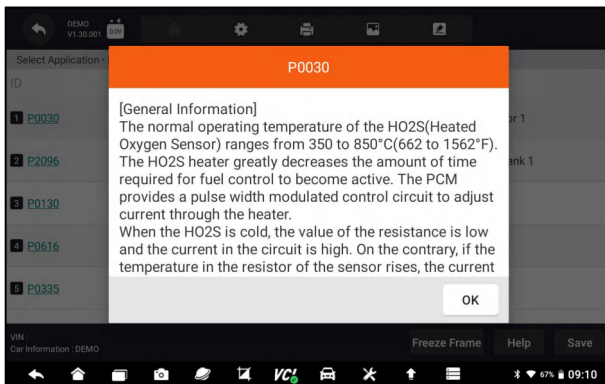 DEMO
V1.30.001
0.0V
Select Application -
P0030
ID
[General Information]
The normal operating temperature of the HO2S(Heated
Oxygen Sensor) ranges from 350 to 850°C(662 to 1562°F).
The HO2S heater greatly decreases the amount of time
required for fuel control to become active. The PCM
provides a pulse width modulated control circuit to adjust
current through the heater.
When the HO2S is cold, the value of the resistance is low
and the current in the circuit is high. On the contrary, if the
temperature in the resistor of the sensor rises, the current
1 P0030
or 1
2 P2096
ank 1
3 P0130
4 P0616
5 P0335
OK
VIN :
Car Information : DEMO
Freeze Frame
Help
Save
VCI
67%
09:10